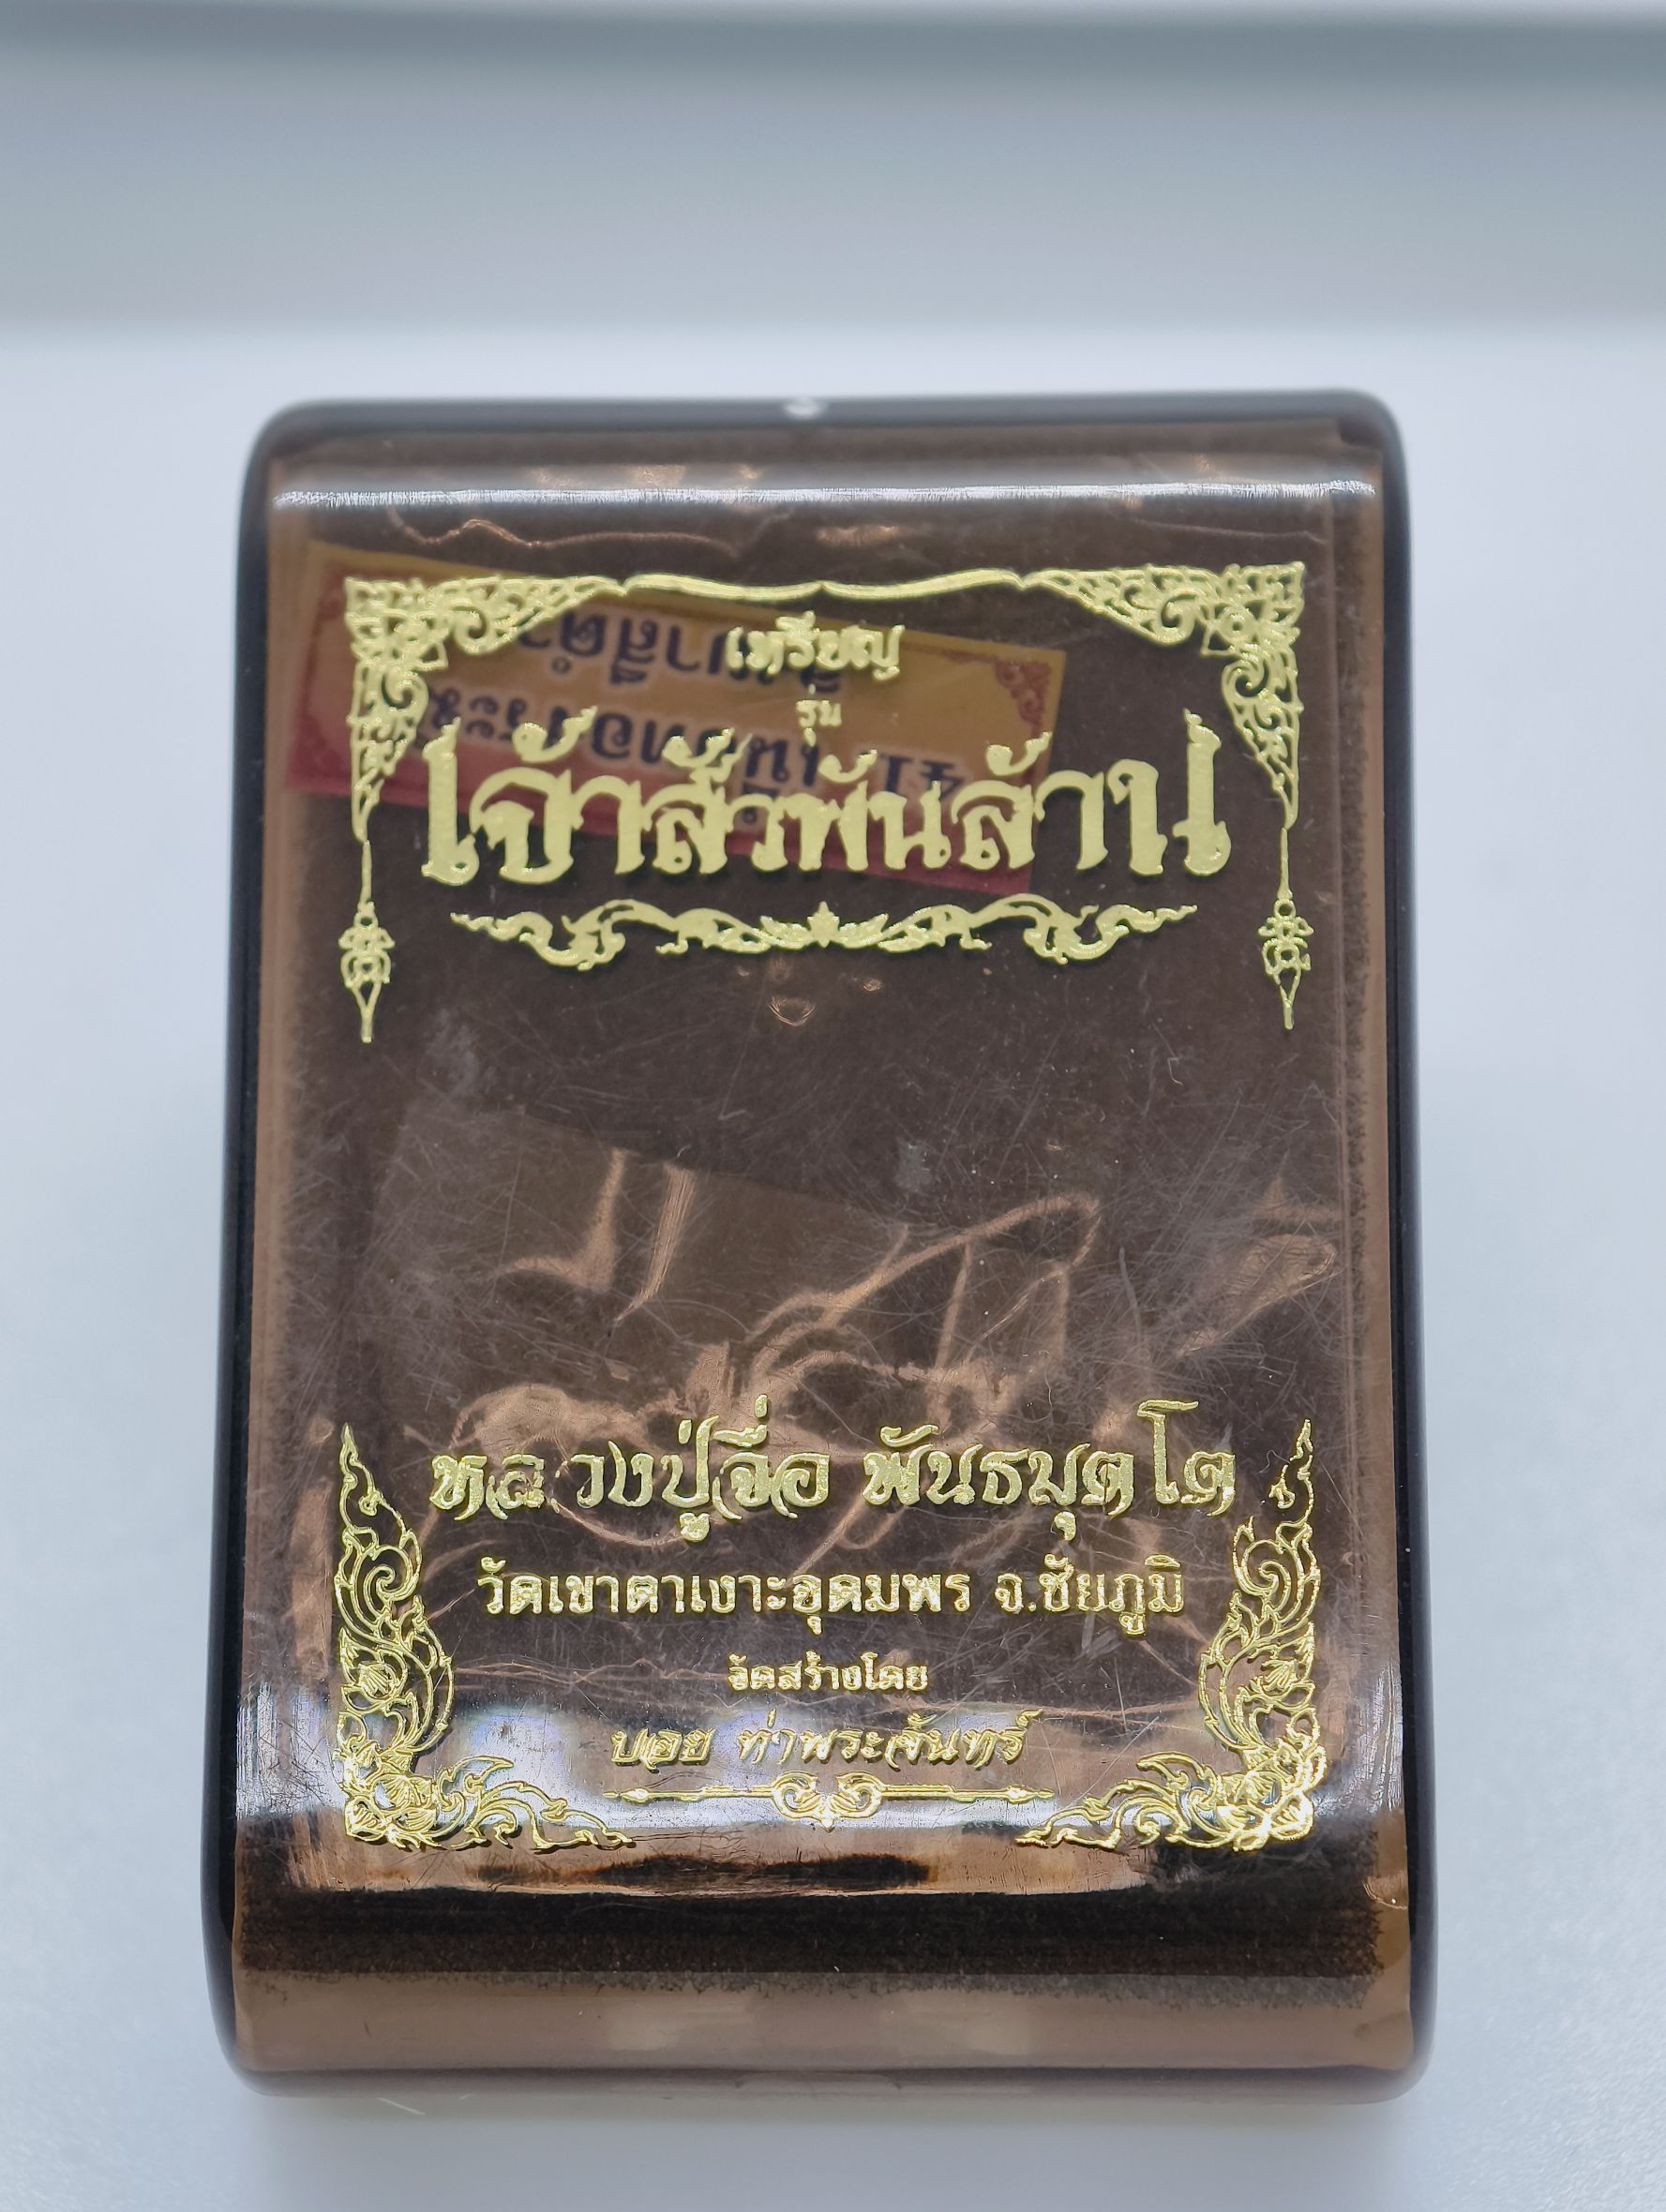 เหรียญ
รุ่น
เจ้าสัวพันล้าน
หลวงปู่จื่อ พันธมุตโต
วัดเขาตาเงาะอุดมพร จ.ชัยภูมิ
จัดสร้างโดย
บอย ท่าพระจันทร์